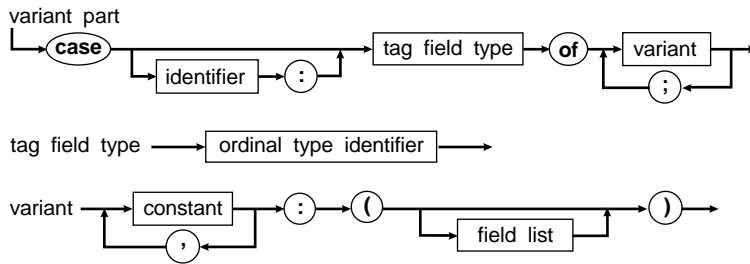 variant part
case identifier : tag field type of variant ;
tag field type ordinal type identifier
variant constant , : ( field list )